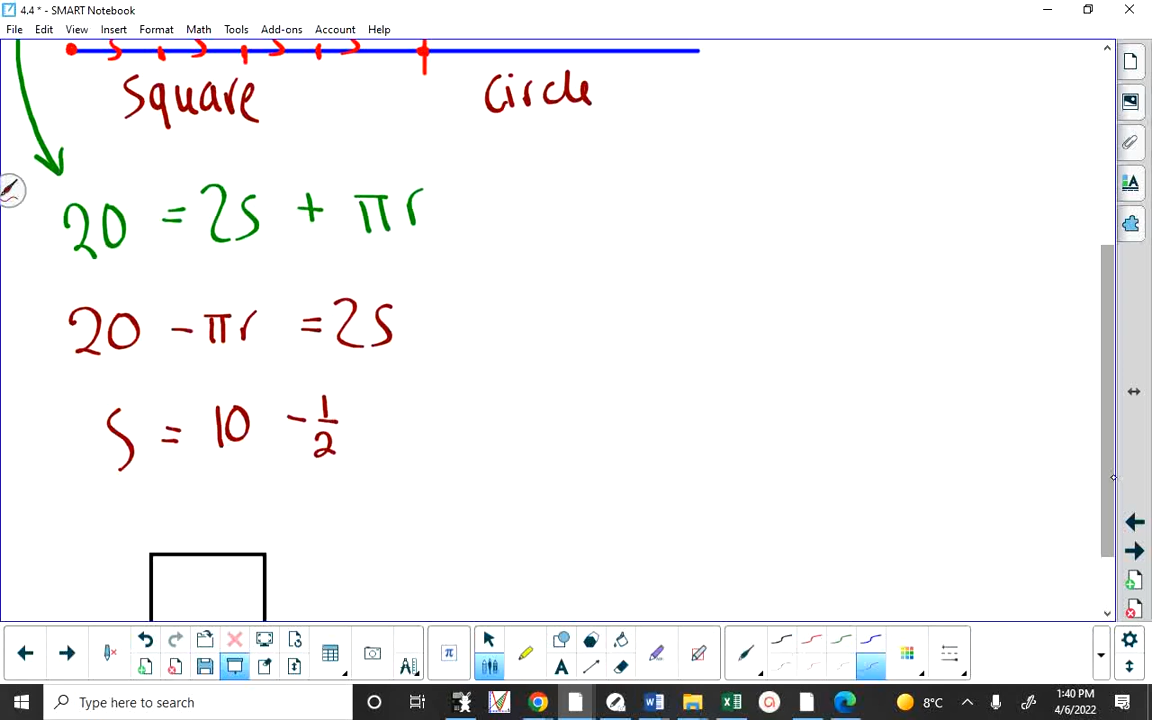 4.4 * - SMART Notebook
File Edit View Insert Format Math Tools Add-ons Account Help
S S S S
Square Circle
20 = 2s + πr
20 - πr = 2s
S = 10 - 1/2
π
A
Type here to search
8°C
1:40 PM
4/6/2022